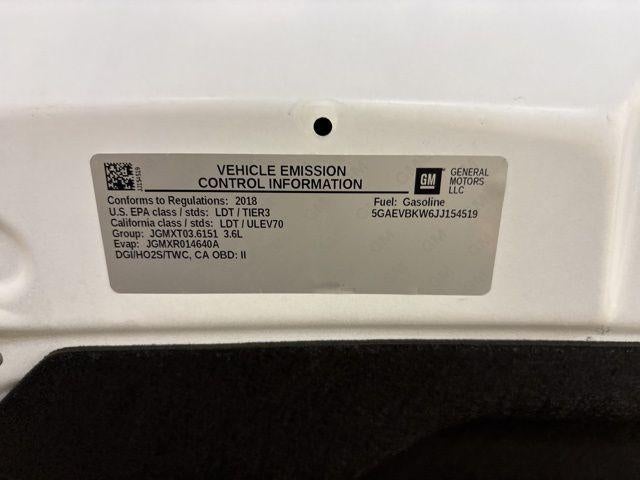 JJ154519
VEHICLE EMISSION
CONTROL INFORMATION
GM
GENERAL
MOTORS
LLC
Conforms to Regulations: 2018
U.S. EPA class / stds: LDT / TIER3
California class / stds: LDT / ULEV70
Group: JGMXT03.6151 3.6L
Evap: JGMXR014640A
DGI/HO2S/TWC, CA OBD: II
Fuel: Gasoline
5GAEVBKW6JJ154519